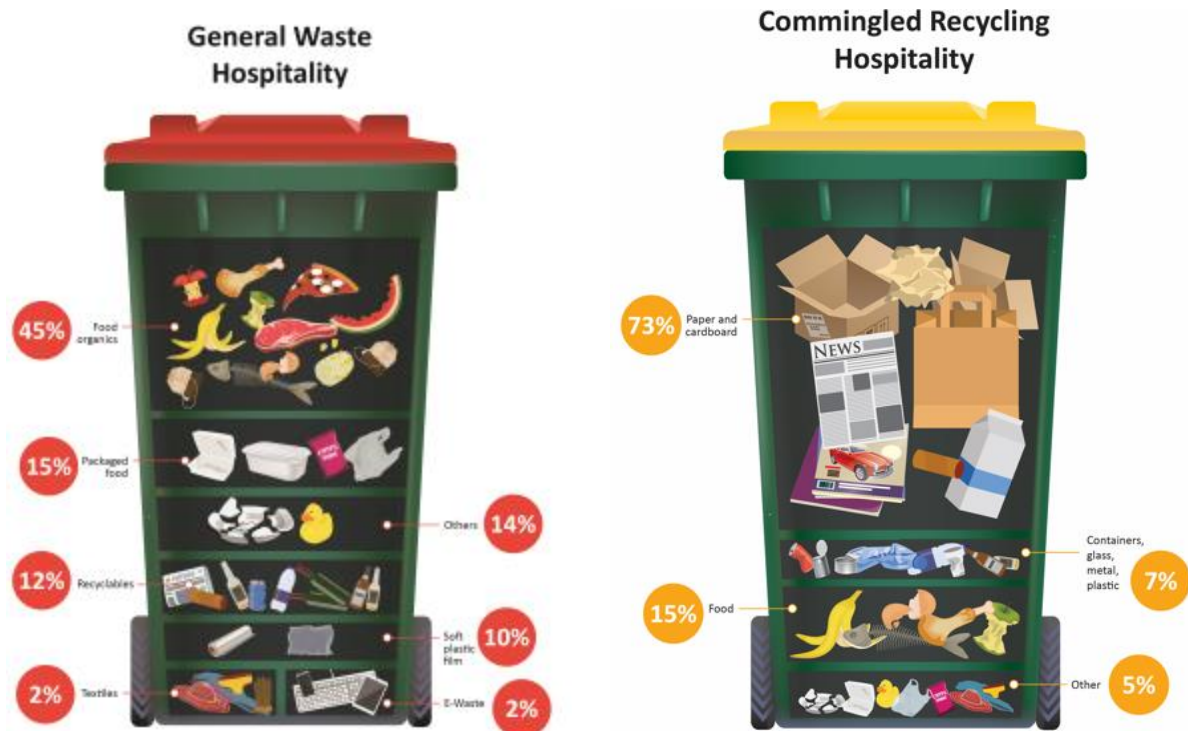 General Waste
Hospitality
45%
Food
organics
15%
Packaged
food
Others
14%
12%
Recyclables
10%
Soft
plastic
film
2%
Textiles
E-Waste
2%
Commingled Recycling
Hospitality
73%
Paper and
cardboard
NEWS
Containers,
glass,
metal,
plastic
7%
15%
Food
Other
5%